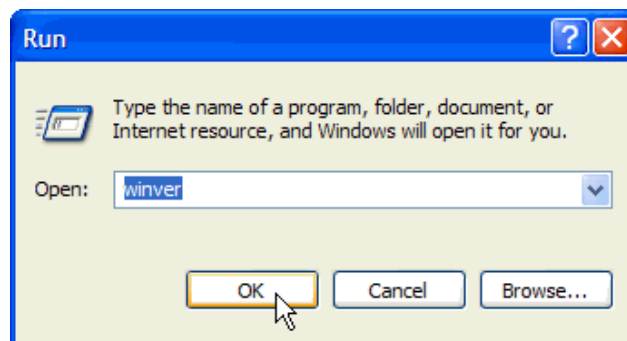 Run
Type the name of a program, folder, document, or
Internet resource, and Windows will open it for you.
Open: winver
OK Cancel Browse...